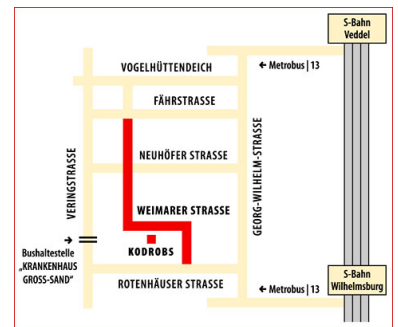 S-Bahn
Veddel
VOGELHÜTTENDEICH
← Metrobus | 13
FÄHRSTRASSE
VERINGSTRASSE
GEORG-WILHELM-STRASSE
NEUHÖFER STRASSE
WEIMARER STRASSE
KODROBS
Bushaltestelle
„KRANKENHAUS
GROSS-SAND“
S-Bahn
Wilhelmsburg
ROTENHÄUSER STRASSE
← Metrobus | 13